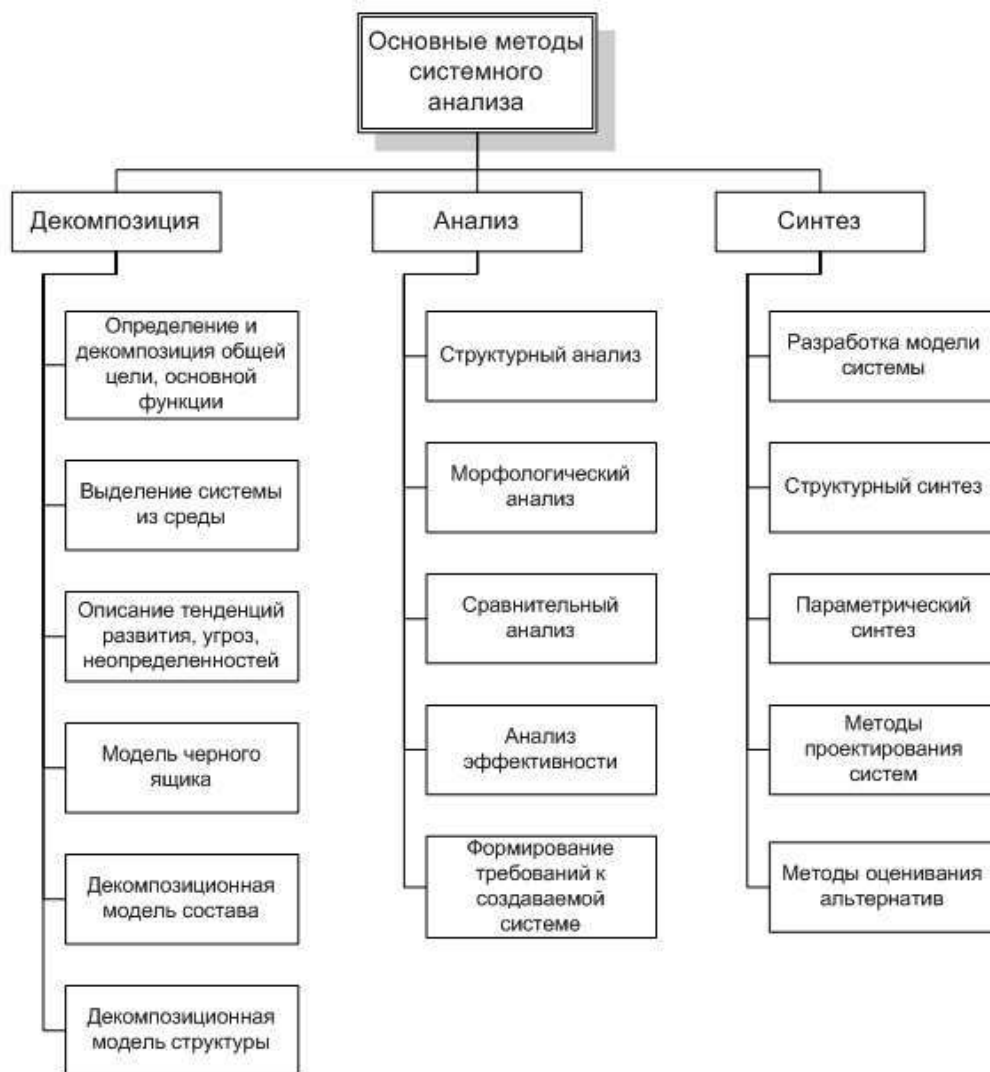 Основные методы
системного
анализа
Декомпозиция
Определение и
декомпозиция общей
цели, основной
функции
Выделение системы
из среды
Описание тенденций
развития, угроз,
неопределенностей
Модель черного
ящика
Декомпозиционная
модель состава
Декомпозиционная
модель структуры
Анализ
Структурный анализ
Морфологический
анализ
Сравнительный
анализ
Анализ
эффективности
Формирование
требований к
создаваемой
системе
Синтез
Разработка модели
системы
Структурный синтез
Параметрический
синтез
Методы
проектирования
систем
Методы оценивания
альтернатив